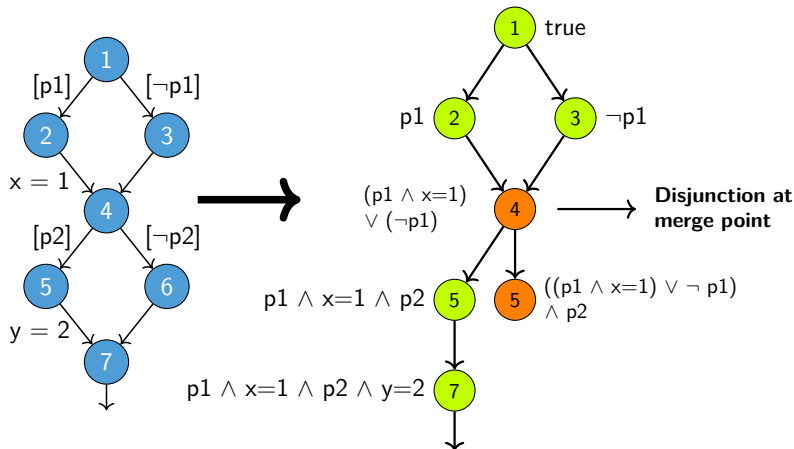 1
[p1]
[¬p1]
2
3
x = 1
4
[p2]
[¬p2]
5
6
y = 2
7
1
true
p1
2
3
¬p1
(p1 ∧ x=1)
∨ (¬p1)
4
Disjunction at
merge point
p1 ∧ x=1 ∧ p2
5
5
((p1 ∧ x=1) ∨ ¬ p1)
∧ p2
p1 ∧ x=1 ∧ p2 ∧ y=2
7